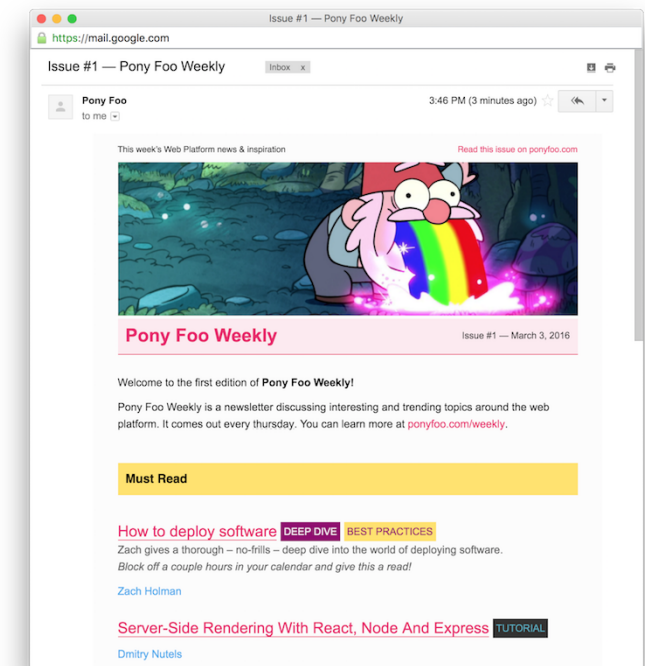 Issue #1 — Pony Foo Weekly
https://mail.google.com
Issue #1 — Pony Foo Weekly Inbox x
Pony Foo 3:46 PM (3 minutes ago)
to me
This week's Web Platform news & inspiration Read this issue on ponyfoo.com
Pony Foo Weekly Issue #1 — March 3, 2016
Welcome to the first edition of Pony Foo Weekly!
Pony Foo Weekly is a newsletter discussing interesting and trending topics around the web
platform. It comes out every thursday. You can learn more at ponyfoo.com/weekly.
Must Read
How to deploy software DEEP DIVE BEST PRACTICES
Zach gives a thorough – no-frills – deep dive into the world of deploying software.
Block off a couple hours in your calendar and give this a read!
Zach Holman
Server-Side Rendering With React, Node And Express TUTORIAL
Dmitry Nutels